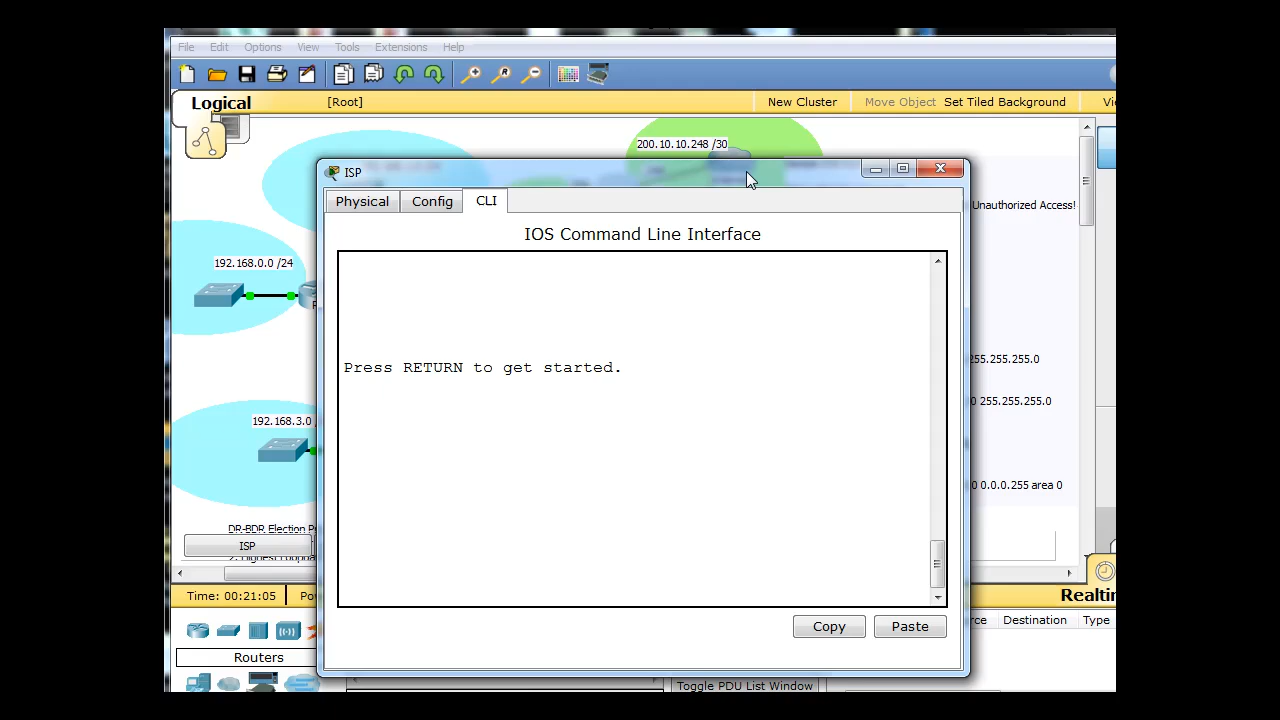 File Edit Options View Tools Extensions Help
Logical [Root] New Cluster Move Object Set Tiled Background
200.10.10.248 /30
ISP
Physical Config CLI
Unauthorized Access!
IOS Command Line Interface
192.168.0.0 /24
Press RETURN to get started.
255.255.255.0
0 255.255.255.0
192.168.3.0
0 0.0.0.255 area 0
DR-BDR Election
ISP
Time: 00:21:05
Realtim
Destination Type
Copy Paste
Routers
Toggle PDU List Window